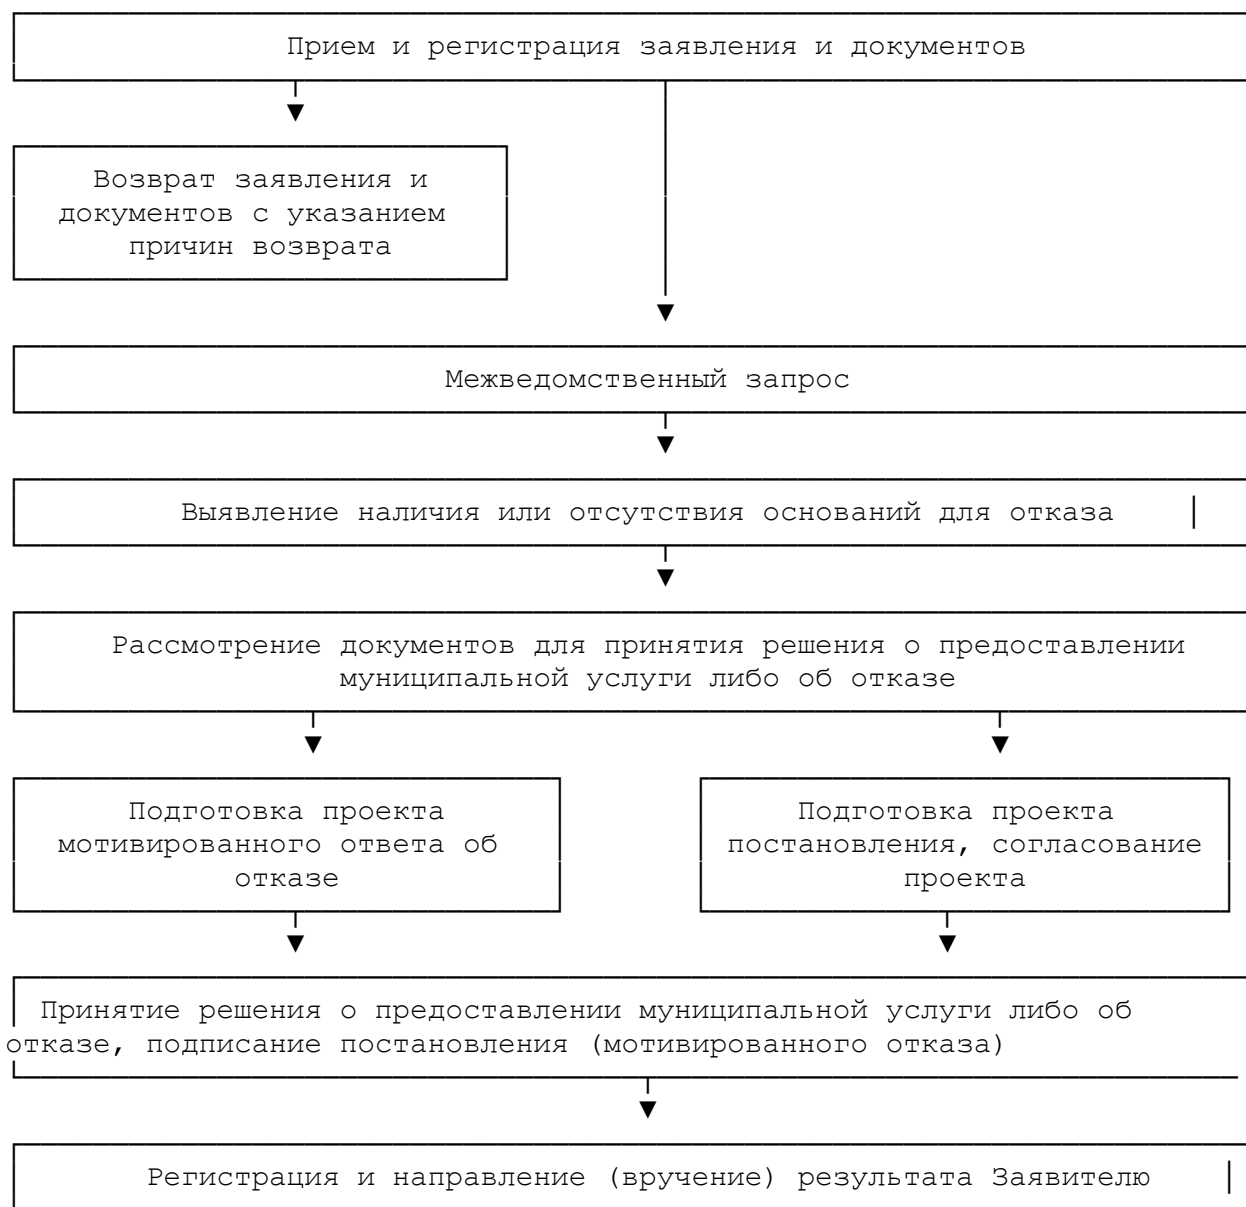 Прием и регистрация заявления и документов
Возврат заявления и
документов с указанием
причин возврата
Межведомственный запрос
Выявление наличия или отсутствия оснований для отказа
Рассмотрение документов для принятия решения о предоставлении
муниципальной услуги либо об отказе
Подготовка проекта
мотивированного ответа об
отказе
Подготовка проекта
постановления, согласование
проекта
Принятие решения о предоставлении муниципальной услуги либо об
отказе, подписание постановления (мотивированного отказа)
Регистрация и направление (вручение) результата Заявителю